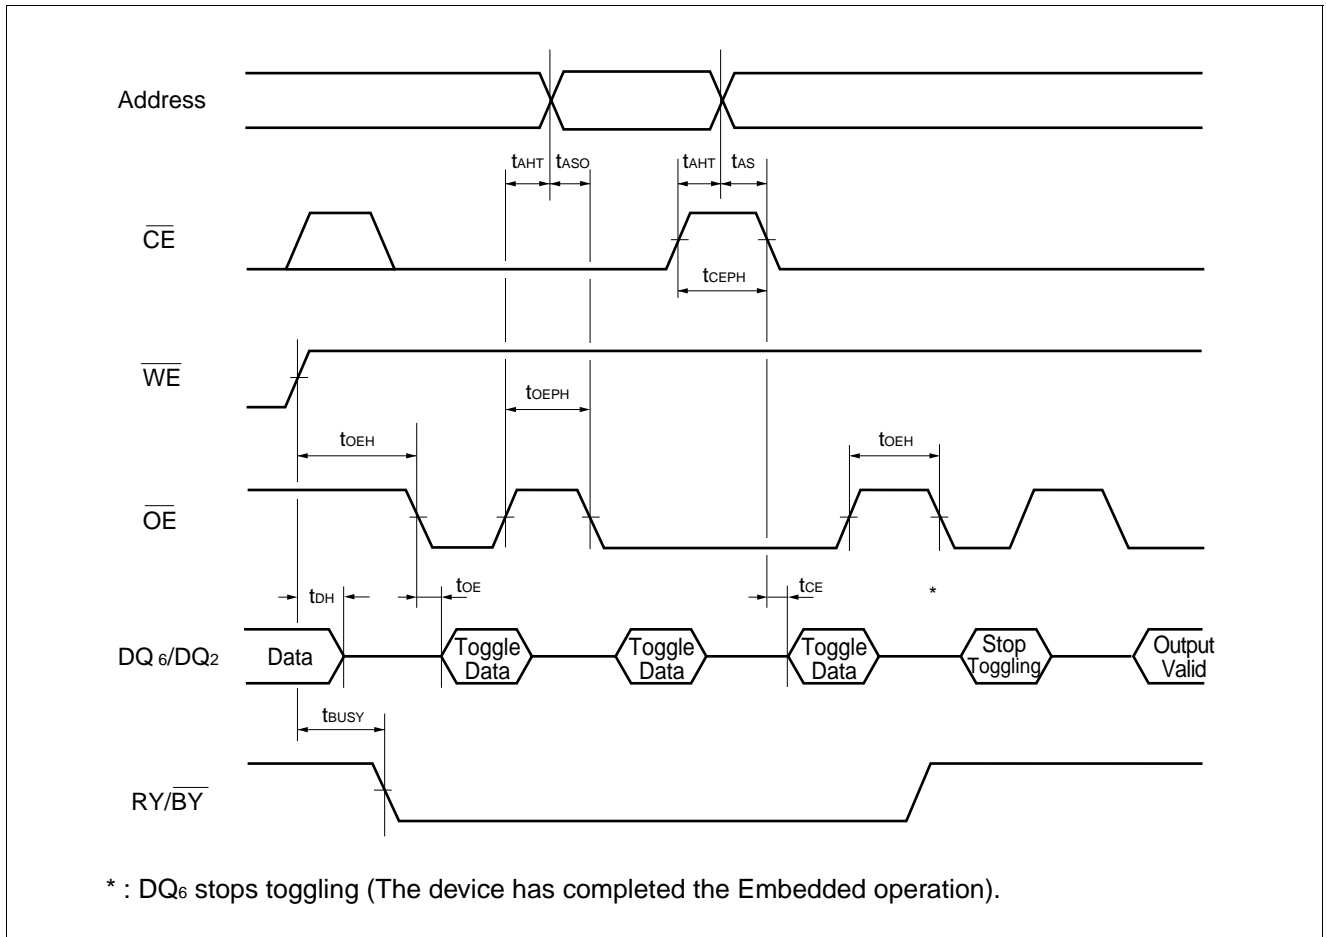 Address
tAHT tASO tAHT tAS
CE
tCEPH
WE
tOEPH
tOEH tOEH
OE
tDH tOE tCE *
DQ 6/DQ2 Data Toggle Data Toggle Data Toggle Data Stop Toggling Output Valid
tBUSY
RY/BY
* : DQ6 stops toggling (The device has completed the Embedded operation).